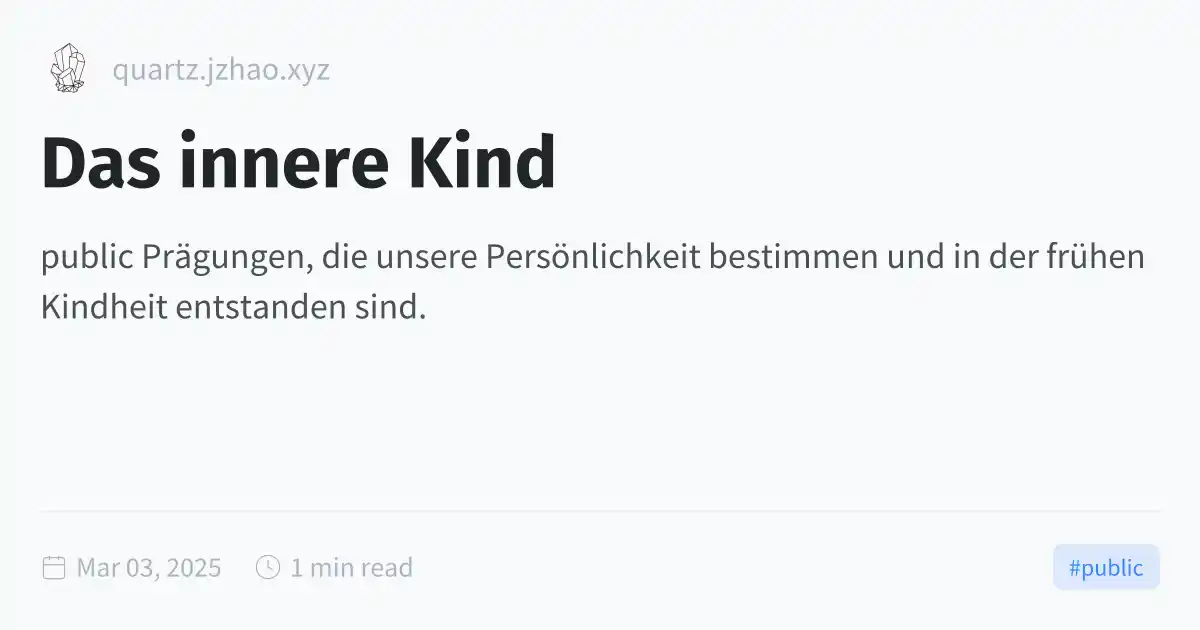 quartz.jzhao.xyz
Das innere Kind
public Prägungen, die unsere Persönlichkeit bestimmen und in der frühen
Kindheit entstanden sind.
Mar 03, 2025
1 min read
#public